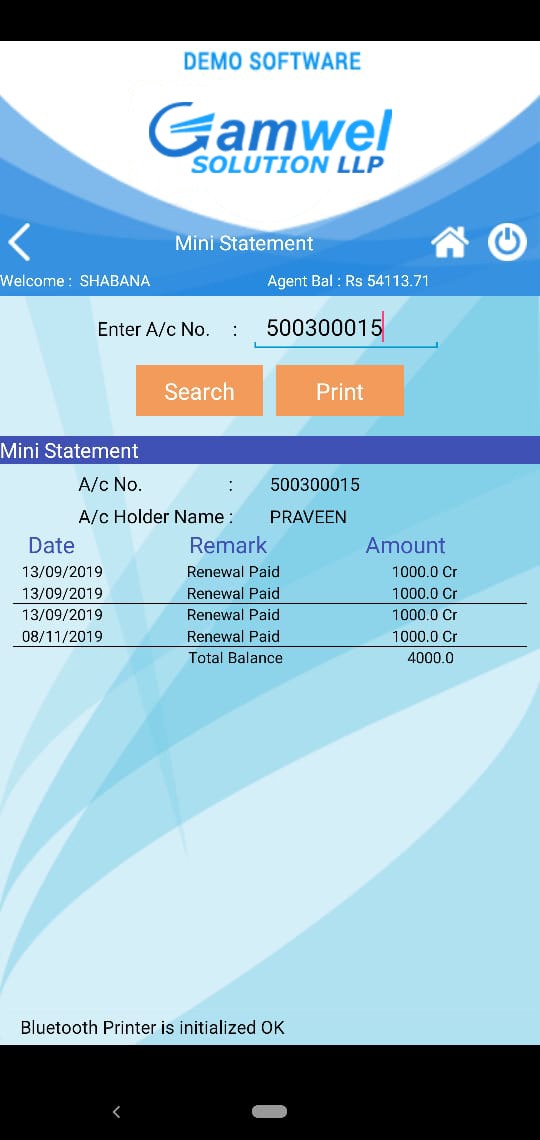 DEMO SOFTWARE
Gamwel
SOLUTION LLP
Mini Statement
Welcome : SHABANA Agent Bal : Rs 54113.71
Enter A/c No. : 500300015
Search Print
Mini Statement
A/c No. : 500300015
A/c Holder Name : PRAVEEN
Date Remark Amount
13/09/2019 Renewal Paid 1000.0 Cr
13/09/2019 Renewal Paid 1000.0 Cr
13/09/2019 Renewal Paid 1000.0 Cr
08/11/2019 Renewal Paid 1000.0 Cr
Total Balance 4000.0
Bluetooth Printer is initialized OK